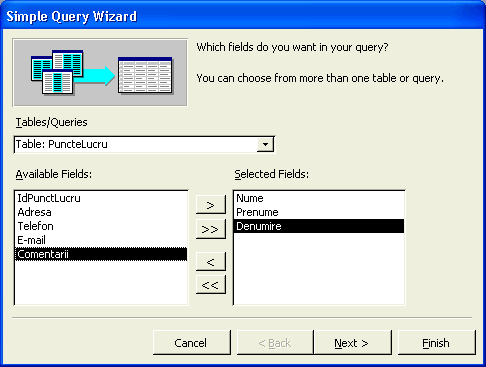 Simple Query Wizard
Which fields do you want in your query?
You can choose from more than one table or query.
Tables/Queries
Table: PuncteLucru
Available Fields:
IdPunctLucru
Adresa
Telefon
E-mail
Comentarii
>
>>
<
<<
Selected Fields:
Nume
Prenume
Denumire
Cancel
< Back
Next >
Finish